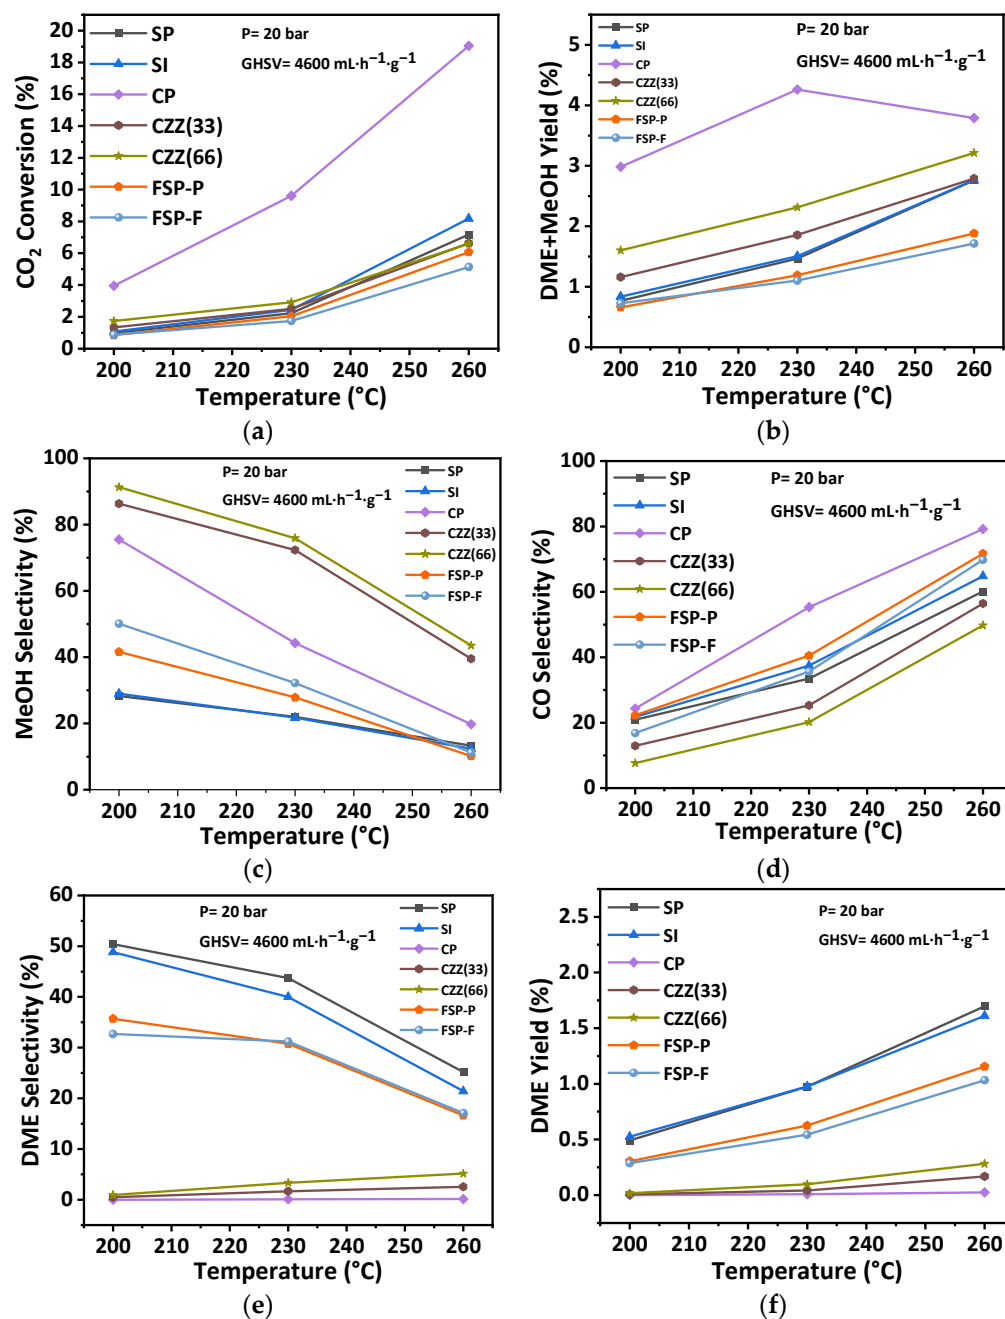 20
18
16
14
12
10
8
6
4
2
0
CO₂ Conversion (%)
SP
SI
CP
CZZ(33)
CZZ(66)
FSP-P
FSP-F
P= 20 bar
GHSV= 4600 mL·h⁻¹·g⁻¹
200 210 220 230 240 250 260
Temperature (°C)
(a)
5
4
3
2
1
0
DME+MeOH Yield (%)
SP
SI
CP
CZZ(33)
CZZ(66)
FSP-P
FSP-F
P= 20 bar
GHSV= 4600 mL·h⁻¹·g⁻¹
200 210 220 230 240 250 260
Temperature (°C)
(b)
100
80
60
40
20
0
MeOH Selectivity (%)
P= 20 bar
GHSV= 4600 mL·h⁻¹·g⁻¹
SP
SI
CP
CZZ(33)
CZZ(66)
FSP-P
FSP-F
200 210 220 230 240 250 260
Temperature (°C)
(c)
100
80
60
40
20
0
CO Selectivity (%)
SP
SI
CP
CZZ(33)
CZZ(66)
FSP-P
FSP-F
P= 20 bar
GHSV= 4600 mL·h⁻¹·g⁻¹
200 210 220 230 240 250 260
Temperature (°C)
(d)
60
50
40
30
20
10
0
DME Selectivity (%)
P= 20 bar
GHSV= 4600 mL·h⁻¹·g⁻¹
SP
SI
CP
CZZ(33)
CZZ(66)
FSP-P
FSP-F
200 210 220 230 240 250 260
Temperature (°C)
(e)
2.5
2.0
1.5
1.0
0.5
0.0
DME Yield (%)
SP
SI
CP
CZZ(33)
CZZ(66)
FSP-P
FSP-F
P= 20 bar
GHSV= 4600 mL·h⁻¹·g⁻¹
200 210 220 230 240 250 260
Temperature (°C)
(f)